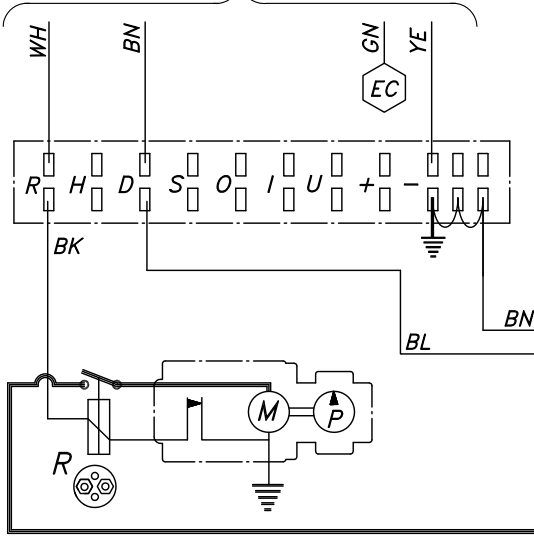 WH BN GN YE
EC
R H D S O I U + -
BK
BN
BL
M P
R